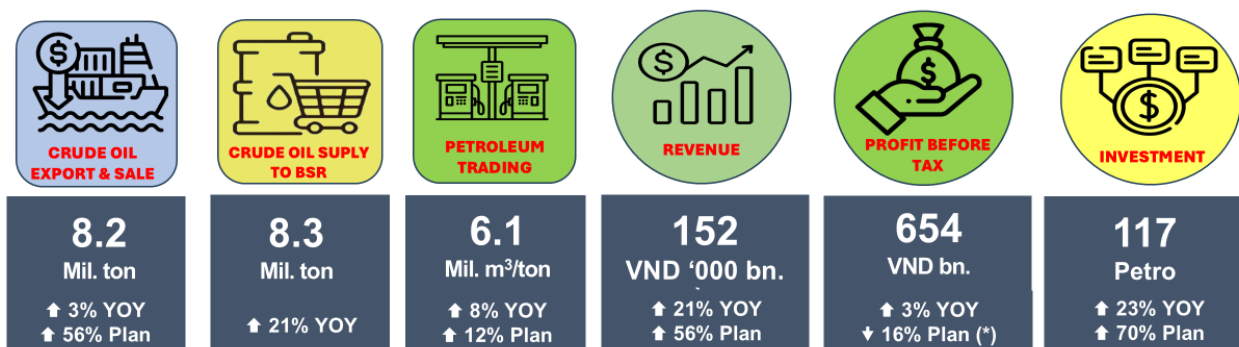 CRUDE OIL
EXPORT & SALE
8.2
Mil. ton
⬆ 3% YOY
⬆ 56% Plan
CRUDE OIL SUPLY
TO BSR
8.3
Mil. ton
⬆ 21% YOY
PETROLEUM
TRADING
6.1
Mil. m³/ton
⬆ 8% YOY
⬆ 12% Plan
REVENUE
152
VND ‘000 bn.
⬆ 21% YOY
⬆ 56% Plan
PROFIT BEFORE
TAX
654
VND bn.
⬆ 3% YOY
⬇ 16% Plan (*)
INVESTMENT
117
Petro
⬆ 23% YOY
⬆ 70% Plan